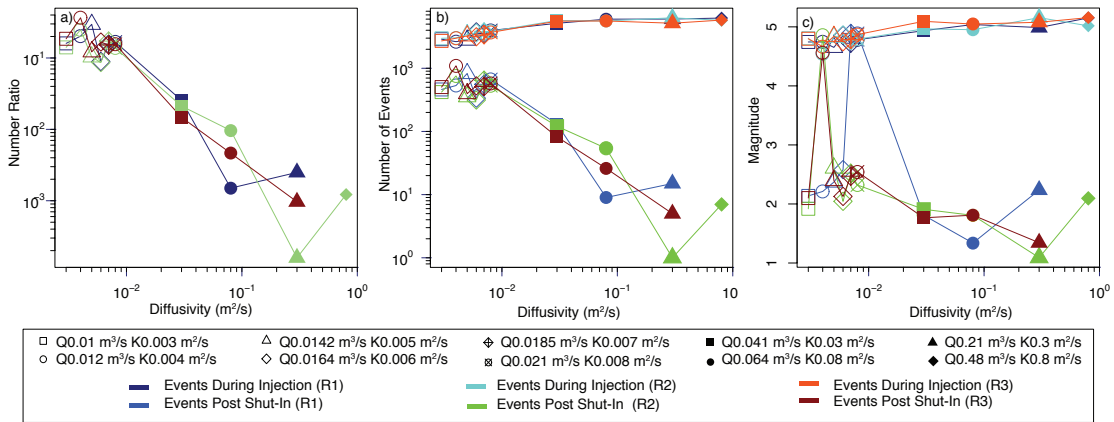 a)
b)
c)
Number Ratio
10⁻¹
10⁻²
10⁻³
10⁻² 10⁻¹ 10⁰
Diffusivity (m²/s)
Number of Events
10³
10² 
10¹
10⁰
10⁻² 10⁻¹ 10
Diffusivity (m²/s)
Magnitude
5
4
3
2
1
10⁻² 10⁻¹ 10⁰
Diffusivity (m²/s)
Q0.01 m³/s K0.003 m²/s Q0.0142 m³/s K0.005 m²/s Q0.0185 m³/s K0.007 m²/s Q0.041 m³/s K0.03 m²/s Q0.21 m³/s K0.3 m²/s
Q0.012 m³/s K0.004 m²/s Q0.0164 m³/s K0.006 m²/s Q0.021 m³/s K0.008 m²/s Q0.064 m³/s K0.08 m²/s Q0.48 m³/s K0.8 m²/s
Events During Injection (R1) Events During Injection (R2) Events During Injection (R3)
Events Post Shut-In (R1) Events Post Shut-In (R2) Events Post Shut-In (R3)